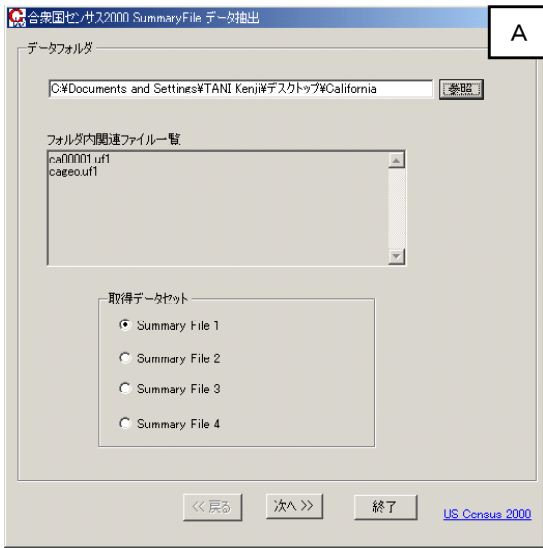 合衆国センサス2000 SummaryFile データ抽出
A
データフォルダ
C:¥Documents and Settings¥TANI Kenji¥デスクトップ¥California
参照
フォルダ内関連ファイル一覧
ca00001.uf1
cageo.uf1
取得データセット
Summary File 1
Summary File 2
Summary File 3
Summary File 4
<< 戻る
次へ >>
終了
US Census 2000